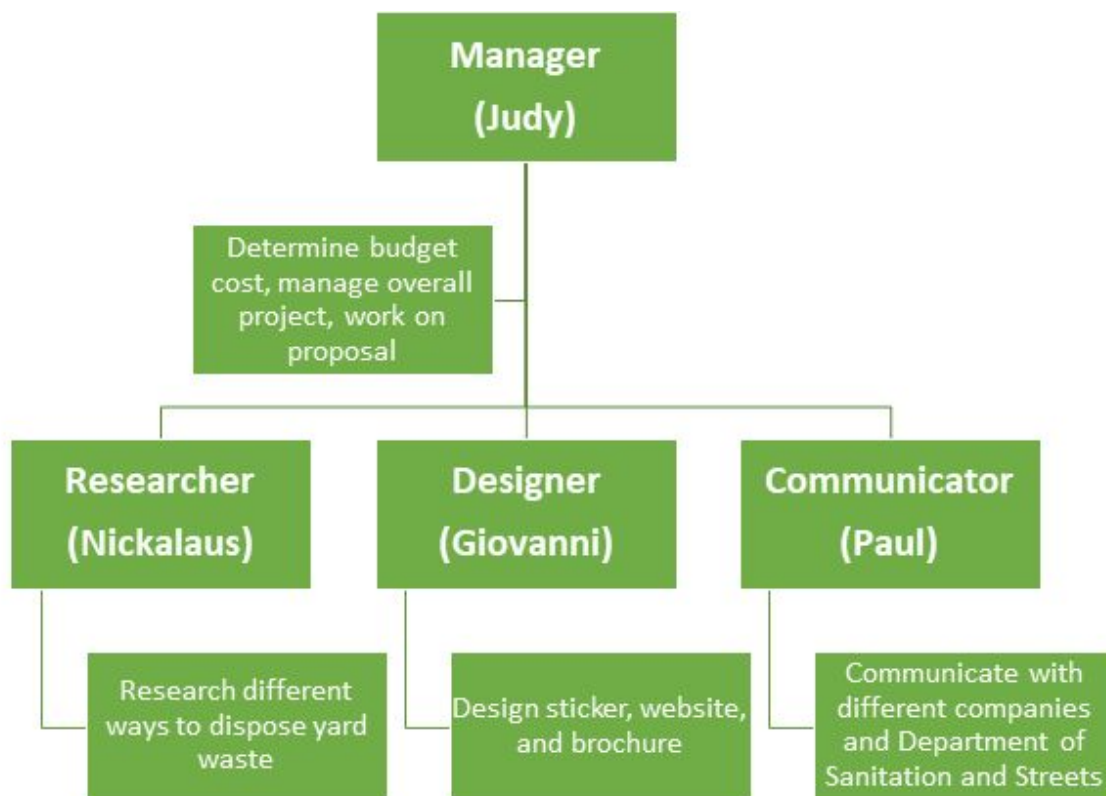 Manager
(Judy)
Determine budget
cost, manage overall
project, work on
proposal
Researcher
(Nickalaus)
Designer
(Giovanni)
Communicator
(Paul)
Research different
ways to dispose yard
waste
Design sticker, website,
and brochure
Communicate with
different companies
and Department of
Sanitation and Streets